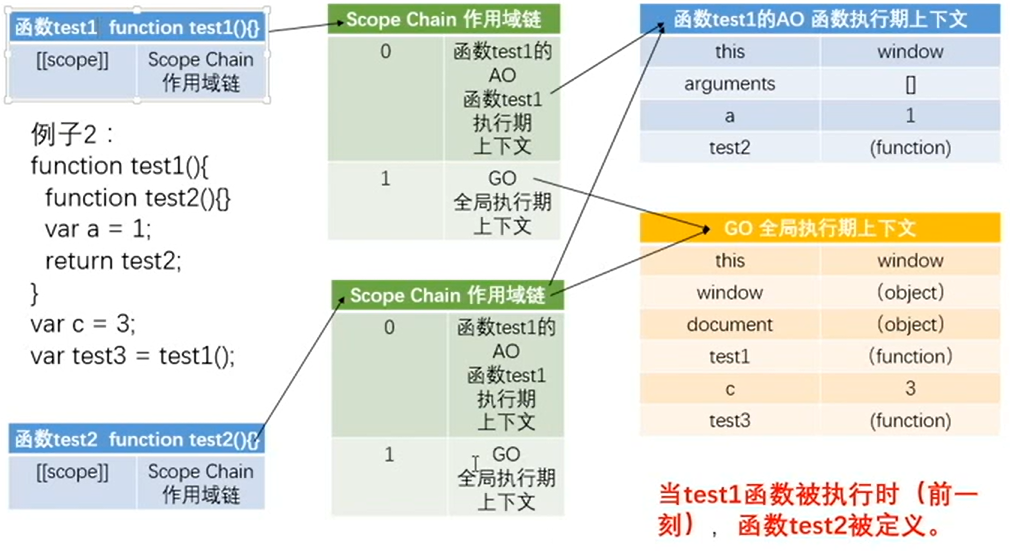 函数test1 function test1(){}
[[scope]] Scope Chain
作用域链
例子2：
function test1(){
function test2(){}
var a = 1;
return test2;
}
var c = 3;
var test3 = test1();
函数test2 function test2(){}
[[scope]] Scope Chain
作用域链
Scope Chain 作用域链
0 函数test1的
AO
函数test1
执行期
上下文
1 GO
全局执行期
上下文
Scope Chain 作用域链
0 函数test1的
AO
函数test1
执行期
上下文
1 GO
全局执行期
上下文
函数test1的AO 函数执行期上下文
this window
arguments []
a 1
test2 (function)
GO 全局执行期上下文
this window
window （object）
document （object）
test1 （function）
c 3
test3 （function）
当test1函数被执行时（前一
刻），函数test2被定义。